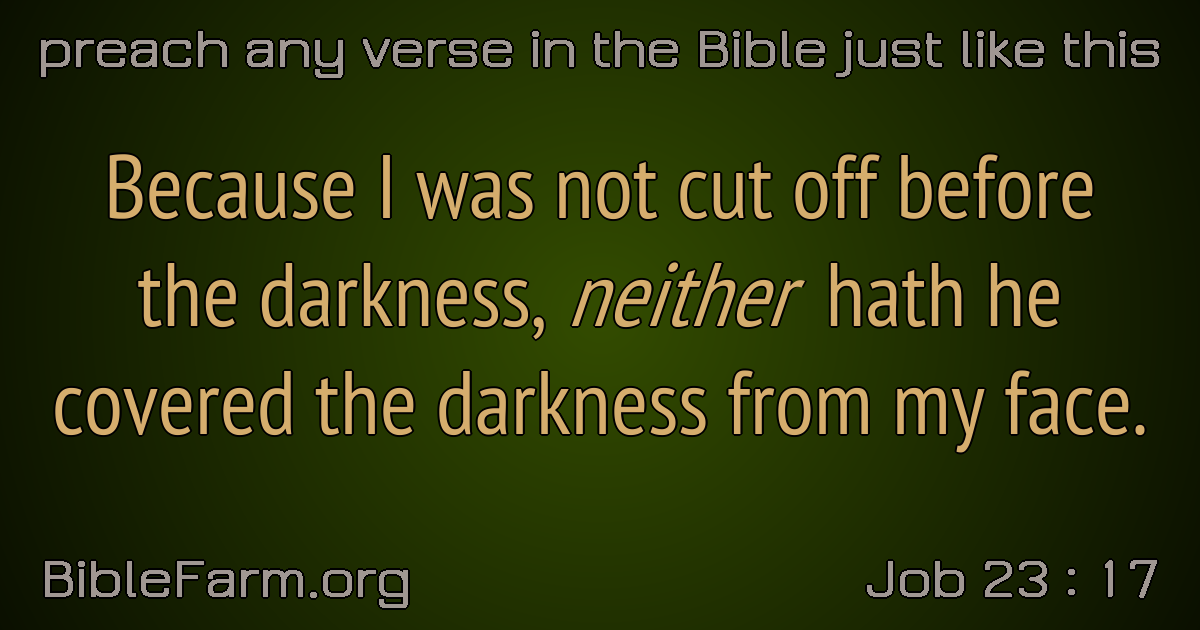 preach any verse in the Bible just like this
Because I was not cut off before
the darkness, neither hath he
covered the darkness from my face.
BibleFarm.org
Job 23 : 17